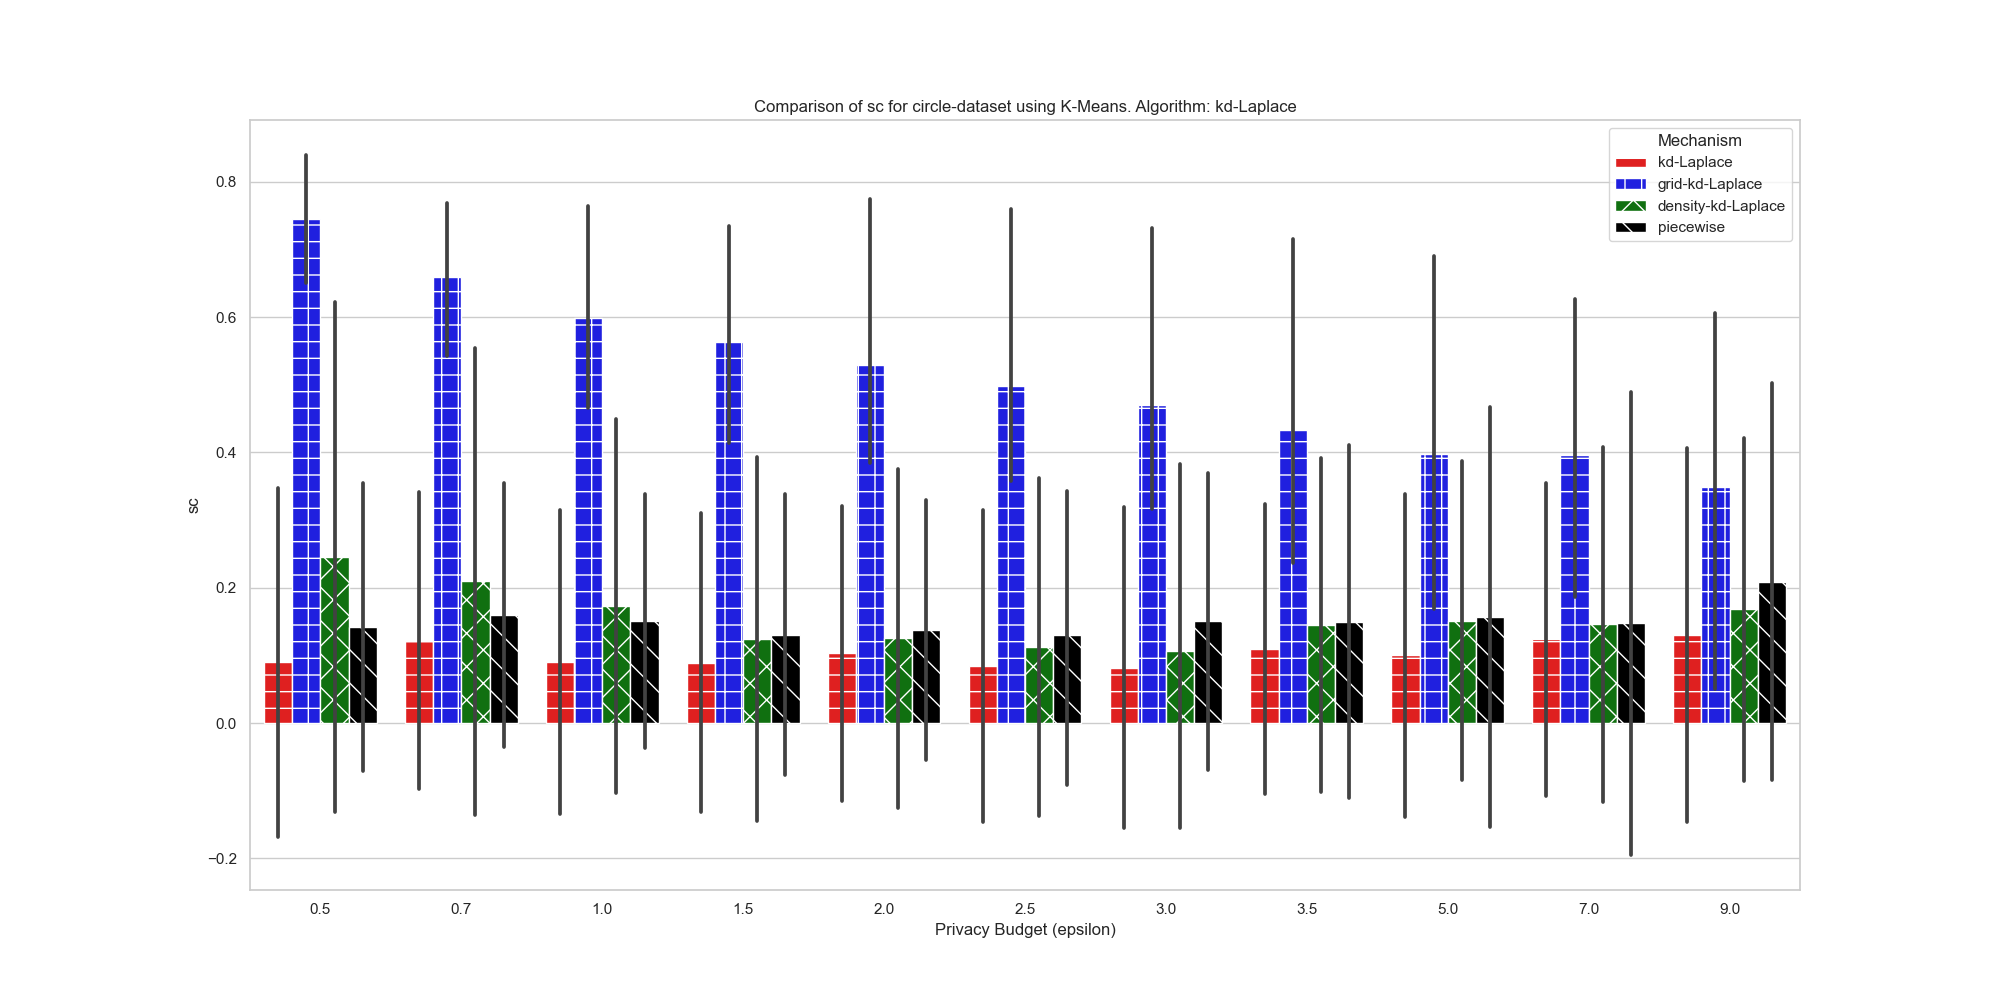 Comparison of sc for circle-dataset using K-Means. Algorithm: kd-Laplace
Mechanism
kd-Laplace
grid-kd-Laplace
density-kd-Laplace
piecewise
sc
0.8
0.6
0.4
0.2
0.0
−0.2
0.5 0.7 1.0 1.5 2.0 2.5 3.0 3.5 5.0 7.0 9.0
Privacy Budget (epsilon)